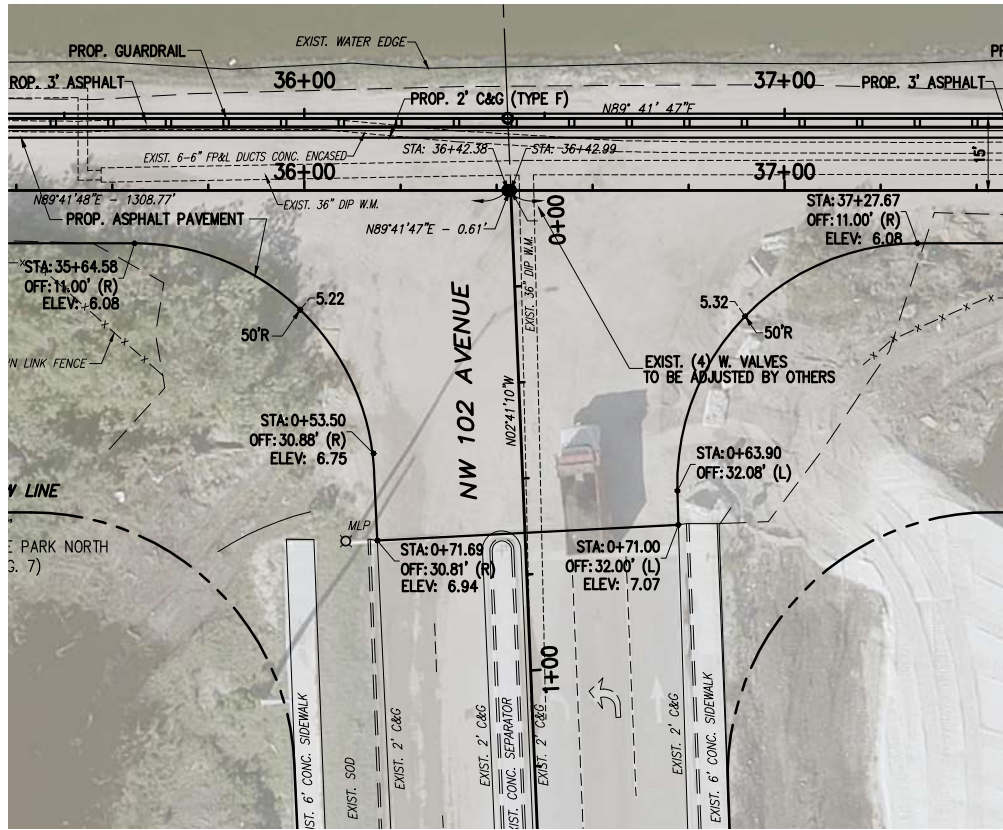 PROP. GUARDRAIL
EXIST. WATER EDGE
PR
ROP. 3' ASPHALT
36+00
37+00
PROP. 3' ASPHALT
PROP. 2' C&G (TYPE F)
N89° 41' 47"E
EXIST. 6-6" FP&L DUCTS CONC. ENCASED
STA: 36+42.38
STA: 36+42.99
15'
36+00
37+00
N89°41'48"E - 1308.77'
EXIST. 36" DIP W.M.
STA: 37+27.67
OFF: 11.00' (R)
ELEV: 6.08
PROP. ASPHALT PAVEMENT
N89°41'47"E - 0.61'
0+00
STA: 35+64.58
OFF: 11.00' (R)
ELEV: 6.08
EXIST. 36" DIP W.M.
5.22
50'R
5.32
50'R
IN LINK FENCE
NW 102 AVENUE
EXIST. (4) W. VALVES
TO BE ADJUSTED BY OTHERS
N02°41'10"W
STA: 0+53.50
OFF: 30.88' (R)
ELEV: 6.75
STA: 0+63.90
OFF: 32.08' (L)
W LINE
E PARK NORTH
G. 7)
MLP
STA: 0+71.69
OFF: 30.81' (R)
ELEV: 6.94
STA: 0+71.00
OFF: 32.00' (L)
ELEV: 7.07
1+00
IST. 6' CONC. SIDEWALK
EXIST. SOD
EXIST. 2' C&G
EXIST. 2' C&G
XIST. CONC. SEPARATOR
EXIST. 2' C&G
EXIST. 2' C&G
EXIST. 6' CONC. SIDEWALK